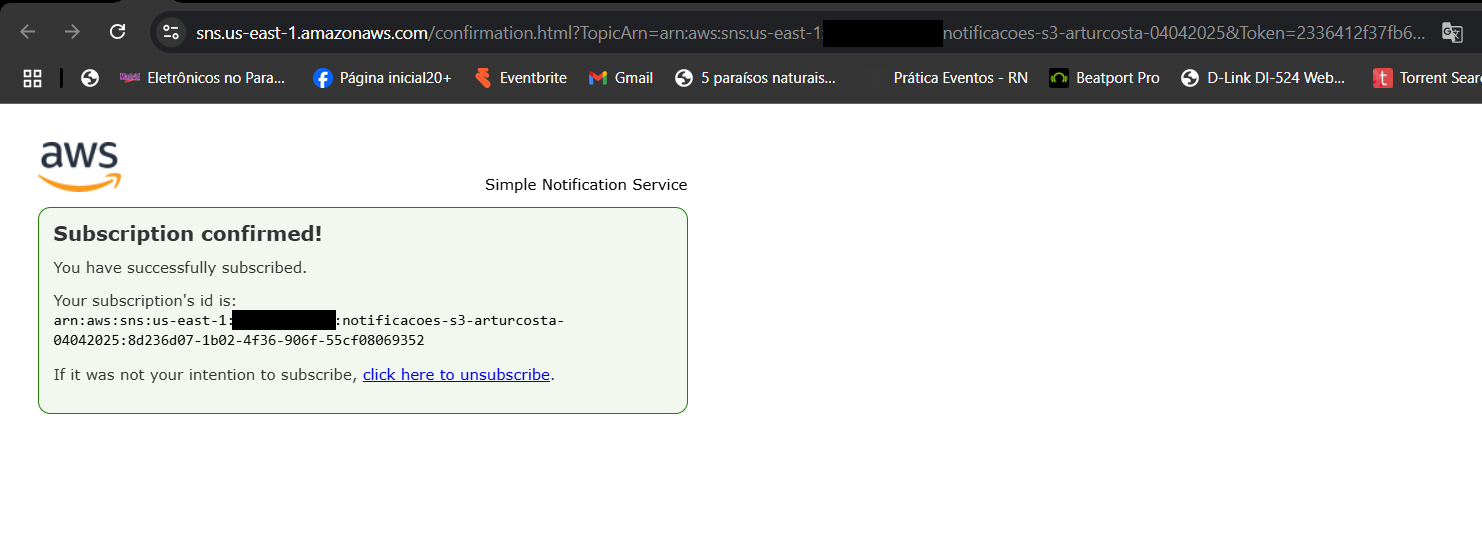 sns.us-east-1.amazonaws.com/confirmation.html?TopicArn=arn:aws:sns:us-east-1: notificacoes-s3-arturcosta-04042025&Token=2336412f37fb6...
Eletrônicos no Para... Página inicial20+ Eventbrite Gmail 5 paraísos naturais... Prática Eventos - RN Beatport Pro D-Link DI-524 Web... Torrent Sear
aws
Simple Notification Service
Subscription confirmed!
You have successfully subscribed.
Your subscription's id is:
arn:aws:sns:us-east-1: :notificacoes-s3-arturcosta-
04042025:8d236d07-1b02-4f36-906f-55cf08069352
If it was not your intention to subscribe, click here to unsubscribe.